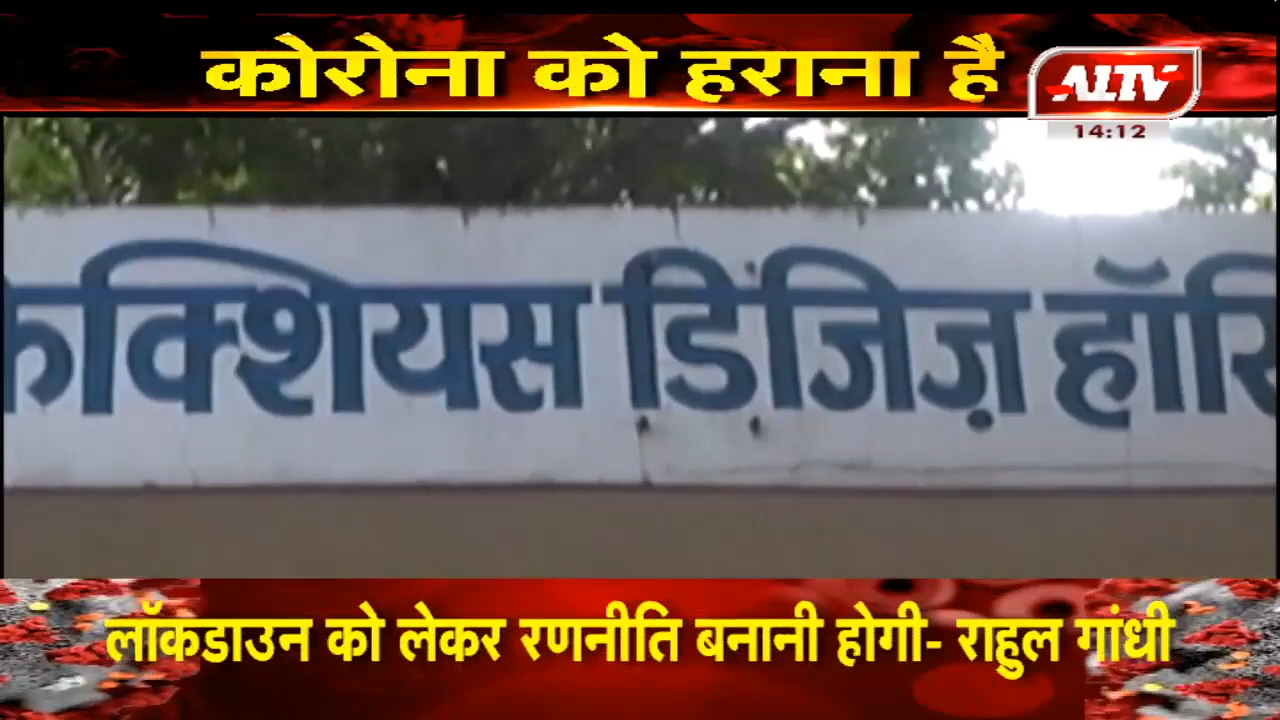 कोरोना को हराना है
ALTV
14:12
क्शियस डिज़िज़ हॉ
लॉकडाउन को लेकर रणनीति बनानी होगी- राहुल गांधी